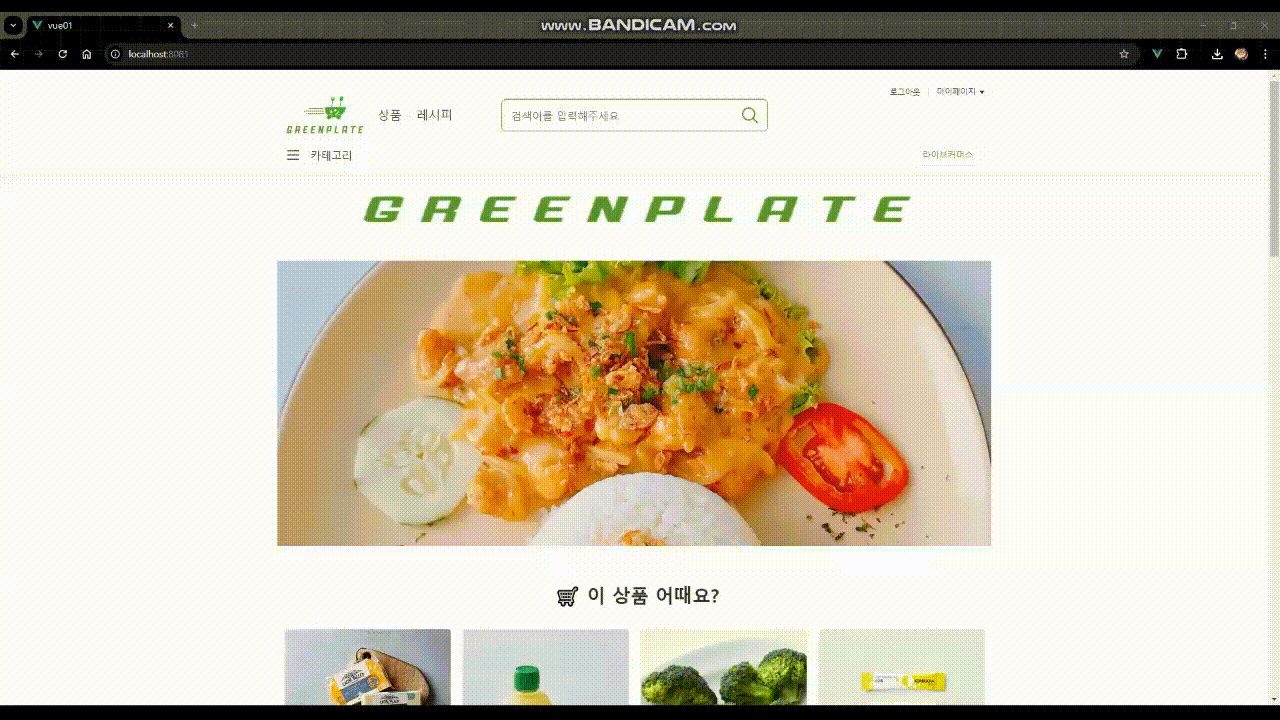 vue01
www.BANDICAM.com
localhost:8081
로그아웃
마이페이지
GREENPLATE
상품
레시피
검색어를 입력해주세요
카테고리
라이브커머스
GREENPLATE
이 상품 어때요?